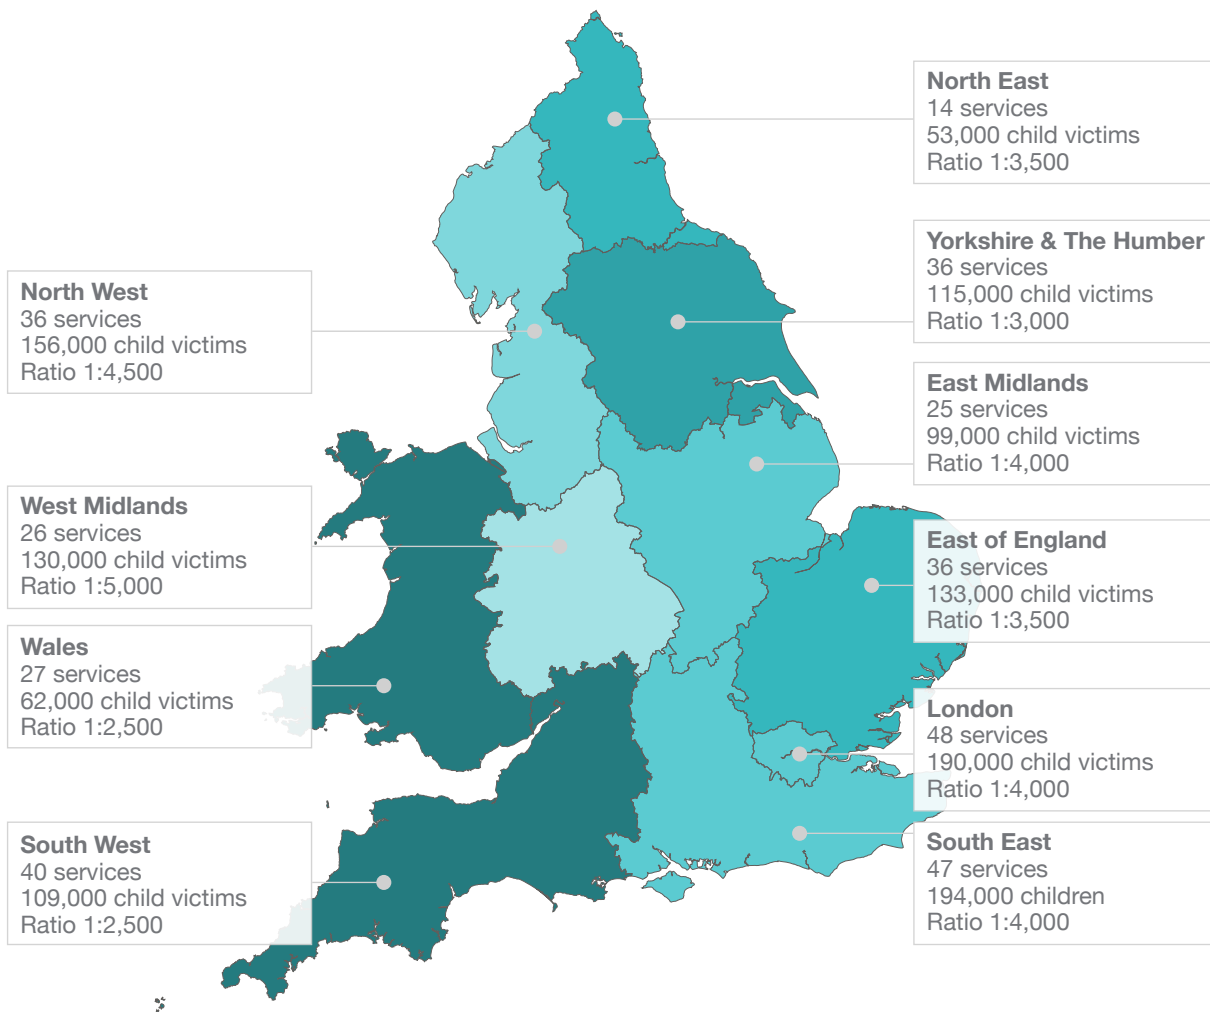 North East
14 services
53,000 child victims
Ratio 1:3,500
Yorkshire & The Humber
36 services
115,000 child victims
Ratio 1:3,000
North West
36 services
156,000 child victims
Ratio 1:4,500
East Midlands
25 services
99,000 child victims
Ratio 1:4,000
West Midlands
26 services
130,000 child victims
Ratio 1:5,000
East of England
36 services
133,000 child victims
Ratio 1:3,500
Wales
27 services
62,000 child victims
Ratio 1:2,500
London
48 services
190,000 child victims
Ratio 1:4,000
South West
40 services
109,000 child victims
Ratio 1:2,500
South East
47 services
194,000 children
Ratio 1:4,000